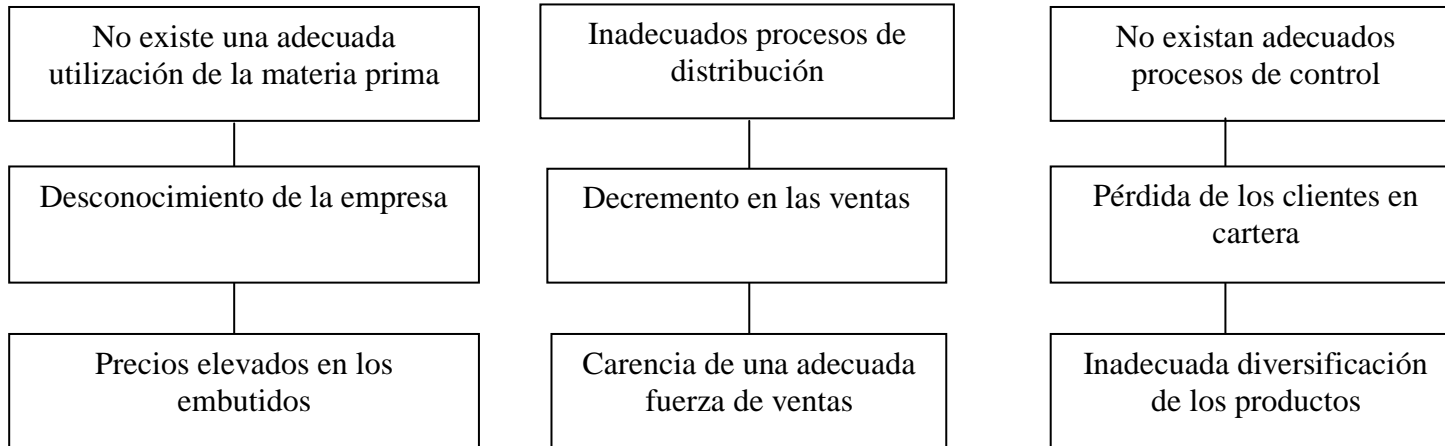 No existe una adecuada
utilización de la materia prima
Inadecuados procesos de
distribución
No existan adecuados
procesos de control
Desconocimiento de la empresa
Decremento en las ventas
Pérdida de los clientes en
cartera
Precios elevados en los
embutidos
Carencia de una adecuada
fuerza de ventas
Inadecuada diversificación
de los productos